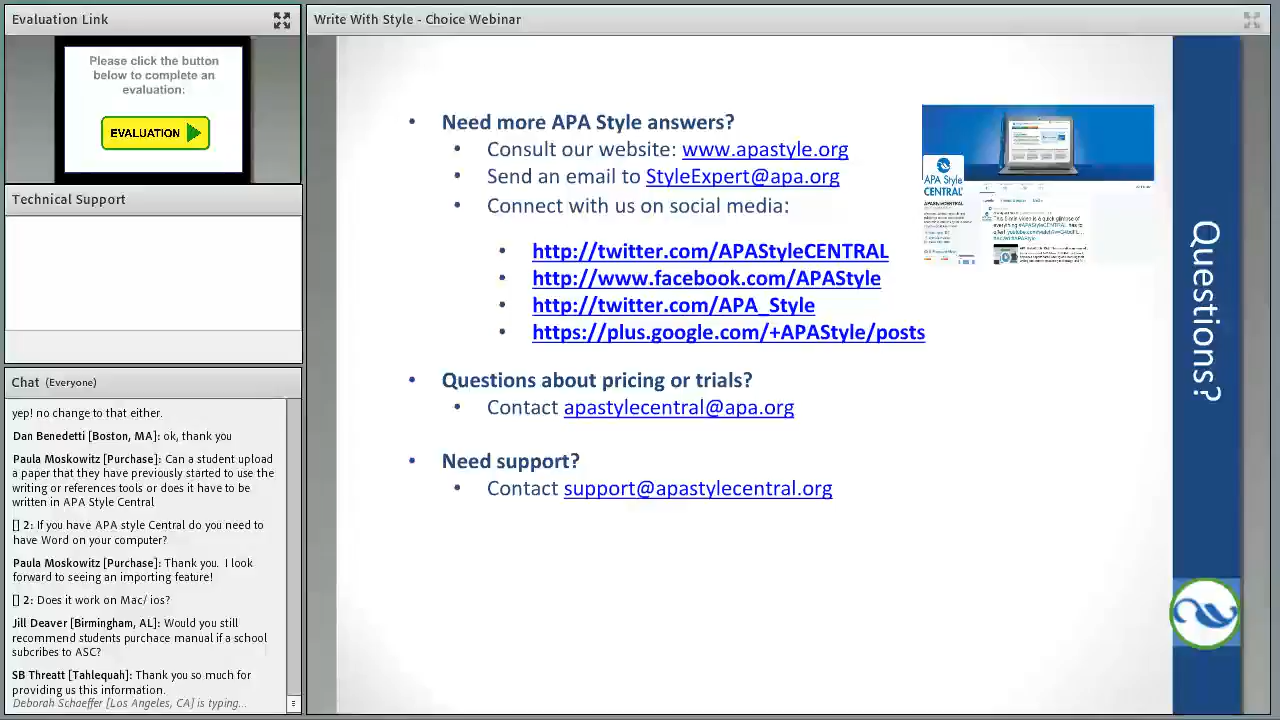 Evaluation Link
Please click the button
below to complete an
evaluation:
EVALUATION
Technical Support
Chat (Everyone)
yep! no change to that either.
Dan Benedetti [Boston, MA]: ok, thank you
Paula Moskowitz [Purchase]: Can a student upload
a paper that they have previously started to use the
writing or references tools or does it have to be
written in APA Style Central
[] 2: If you have APA style Central do you need to
have Word on your computer?
Paula Moskowitz [Purchase]: Thank you. I look
forward to seeing an importing feature!
[] 2: Does it work on Mac/ ios?
Jill Deaver [Birmingham, AL]: Would you still
recommend students purchace manual if a school
subcribes to ASC?
SB Threatt [Tahlequah]: Thank you so much for
providing us this information.
Deborah Schaeffer [Los Angeles, CA] is typing...
Write With Style - Choice Webinar
• Need more APA Style answers?
• Consult our website: www.apastyle.org
• Send an email to StyleExpert@apa.org
• Connect with us on social media:
• http://twitter.com/APAStyleCENTRAL
• http://www.facebook.com/APAStyle
• http://twitter.com/APA_Style
• https://plus.google.com/+APAStyle/posts
• Questions about pricing or trials?
• Contact apastylecentral@apa.org
• Need support?
• Contact support@apastylecentral.org
APA Style
CENTRAL
Questions?